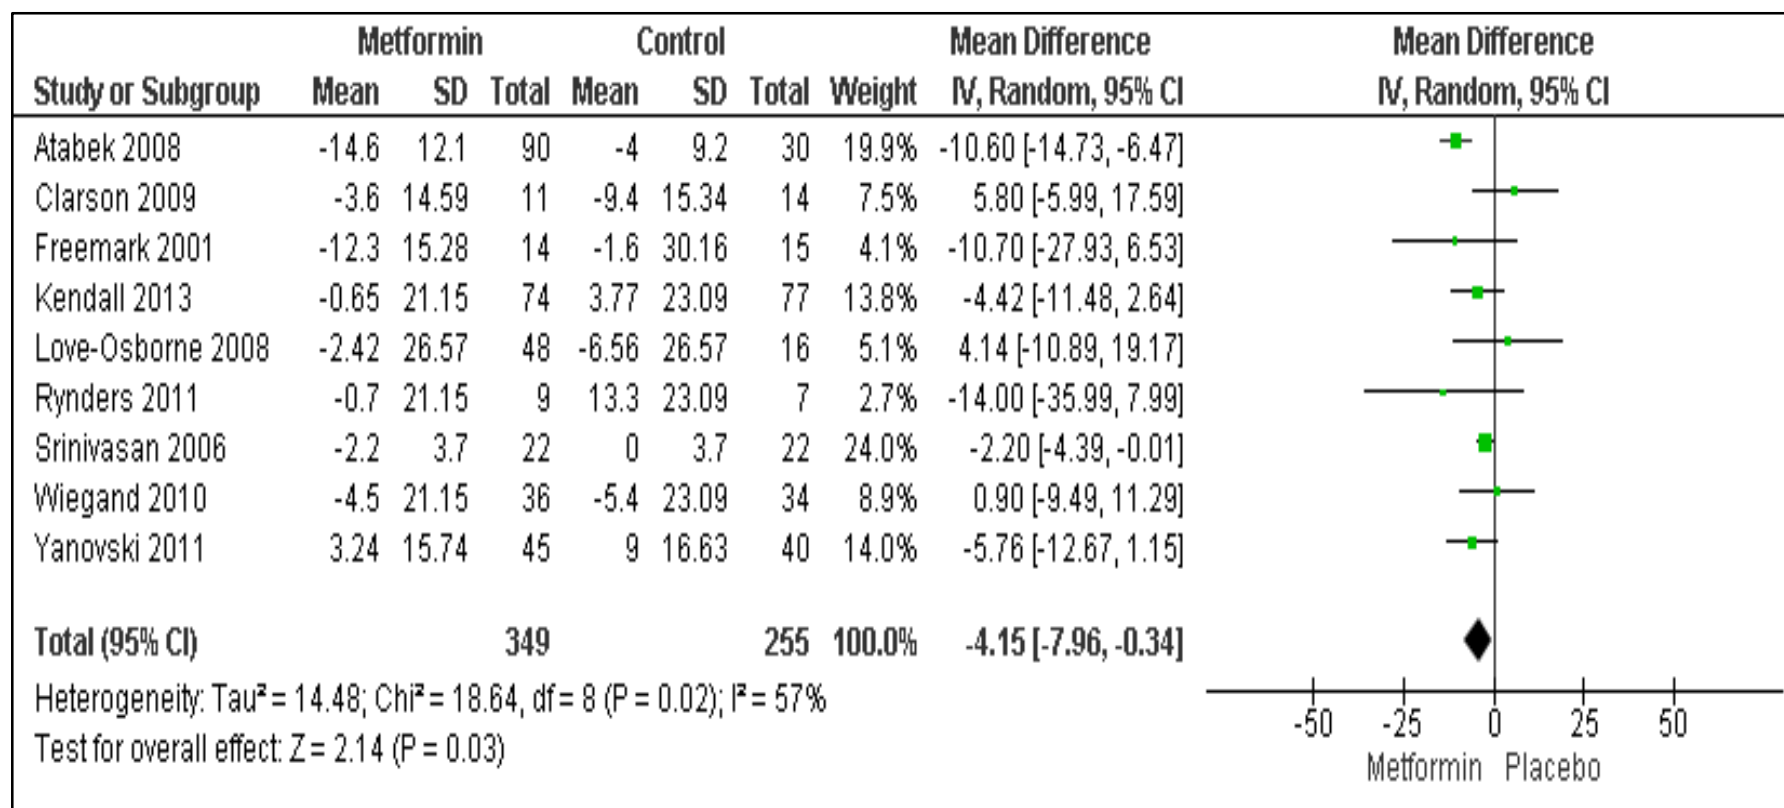 Metformin Control Mean Difference Mean Difference
Study or Subgroup Mean SD Total Mean SD Total Weight IV, Random, 95% CI IV, Random, 95% CI
Atabek 2008 -14.6 12.1 90 -4 9.2 30 19.9% -10.60 [-14.73, -6.47]
Clarson 2009 -3.6 14.59 11 -9.4 15.34 14 7.5% 5.80 [-5.99, 17.59]
Freemark 2001 -12.3 15.28 14 -1.6 30.16 15 4.1% -10.70 [-27.93, 6.53]
Kendall 2013 -0.65 21.15 74 3.77 23.09 77 13.8% -4.42 [-11.48, 2.64]
Love-Osborne 2008 -2.42 26.57 48 -6.56 26.57 16 5.1% 4.14 [-10.89, 19.17]
Rynders 2011 -0.7 21.15 9 13.3 23.09 7 2.7% -14.00 [-35.99, 7.99]
Srinivasan 2006 -2.2 3.7 22 0 3.7 22 24.0% -2.20 [-4.39, -0.01]
Wiegand 2010 -4.5 21.15 36 -5.4 23.09 34 8.9% 0.90 [-9.49, 11.29]
Yanovski 2011 3.24 15.74 45 9 16.63 40 14.0% -5.76 [-12.67, 1.15]
Total (95% CI) 349 255 100.0% -4.15 [-7.96, -0.34]
Heterogeneity: Tau² = 14.48; Chi² = 18.64, df = 8 (P = 0.02); I² = 57%
Test for overall effect: Z = 2.14 (P = 0.03)
-50 -25 0 25 50
Metformin Placebo